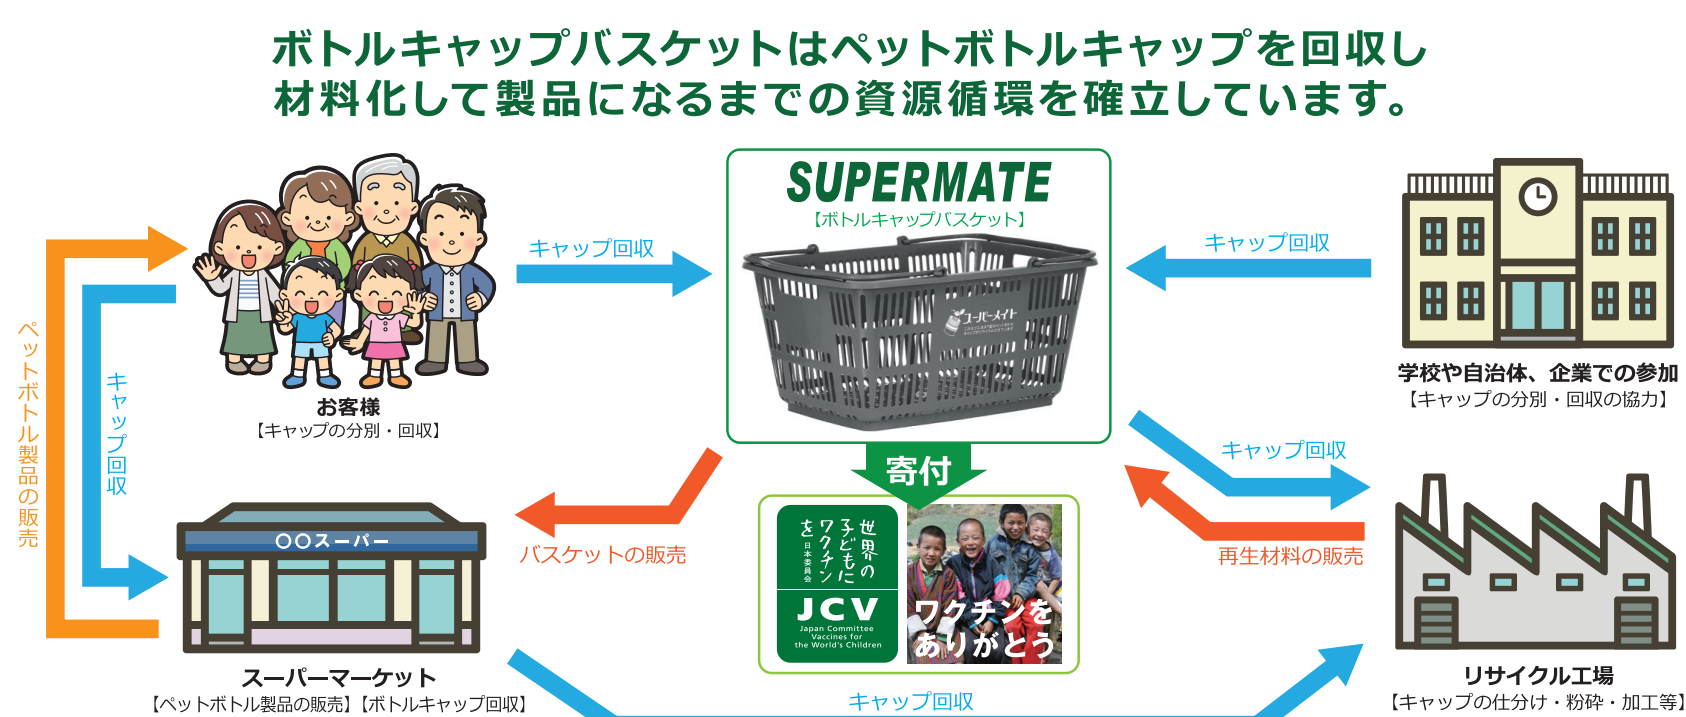 ボトルキャップバスケットはペットボトルキャップを回収し
材料化して製品になるまでの資源循環を確立しています。
SUPERMATE
【ボトルキャップバスケット】
スーパーメイト
キャップ回収
キャップ回収
ペットボトル製品の販売
キャップ回収
お客様
【キャップの分別・回収】
学校や自治体、企業での参加
【キャップの分別・回収の協力】
キャップ回収
寄付
バスケットの販売
再生材料の販売
〇〇スーパー
世界の
子どもに
ワクチン
を日本委員会
JCV
Japan Committee
Vaccines for
the World's Children
ワクチンを
ありがとう
スーパーマーケット
【ペットボトル製品の販売】【ボトルキャップ回収】
キャップ回収
リサイクル工場
【キャップの仕分け・粉砕・加工等】